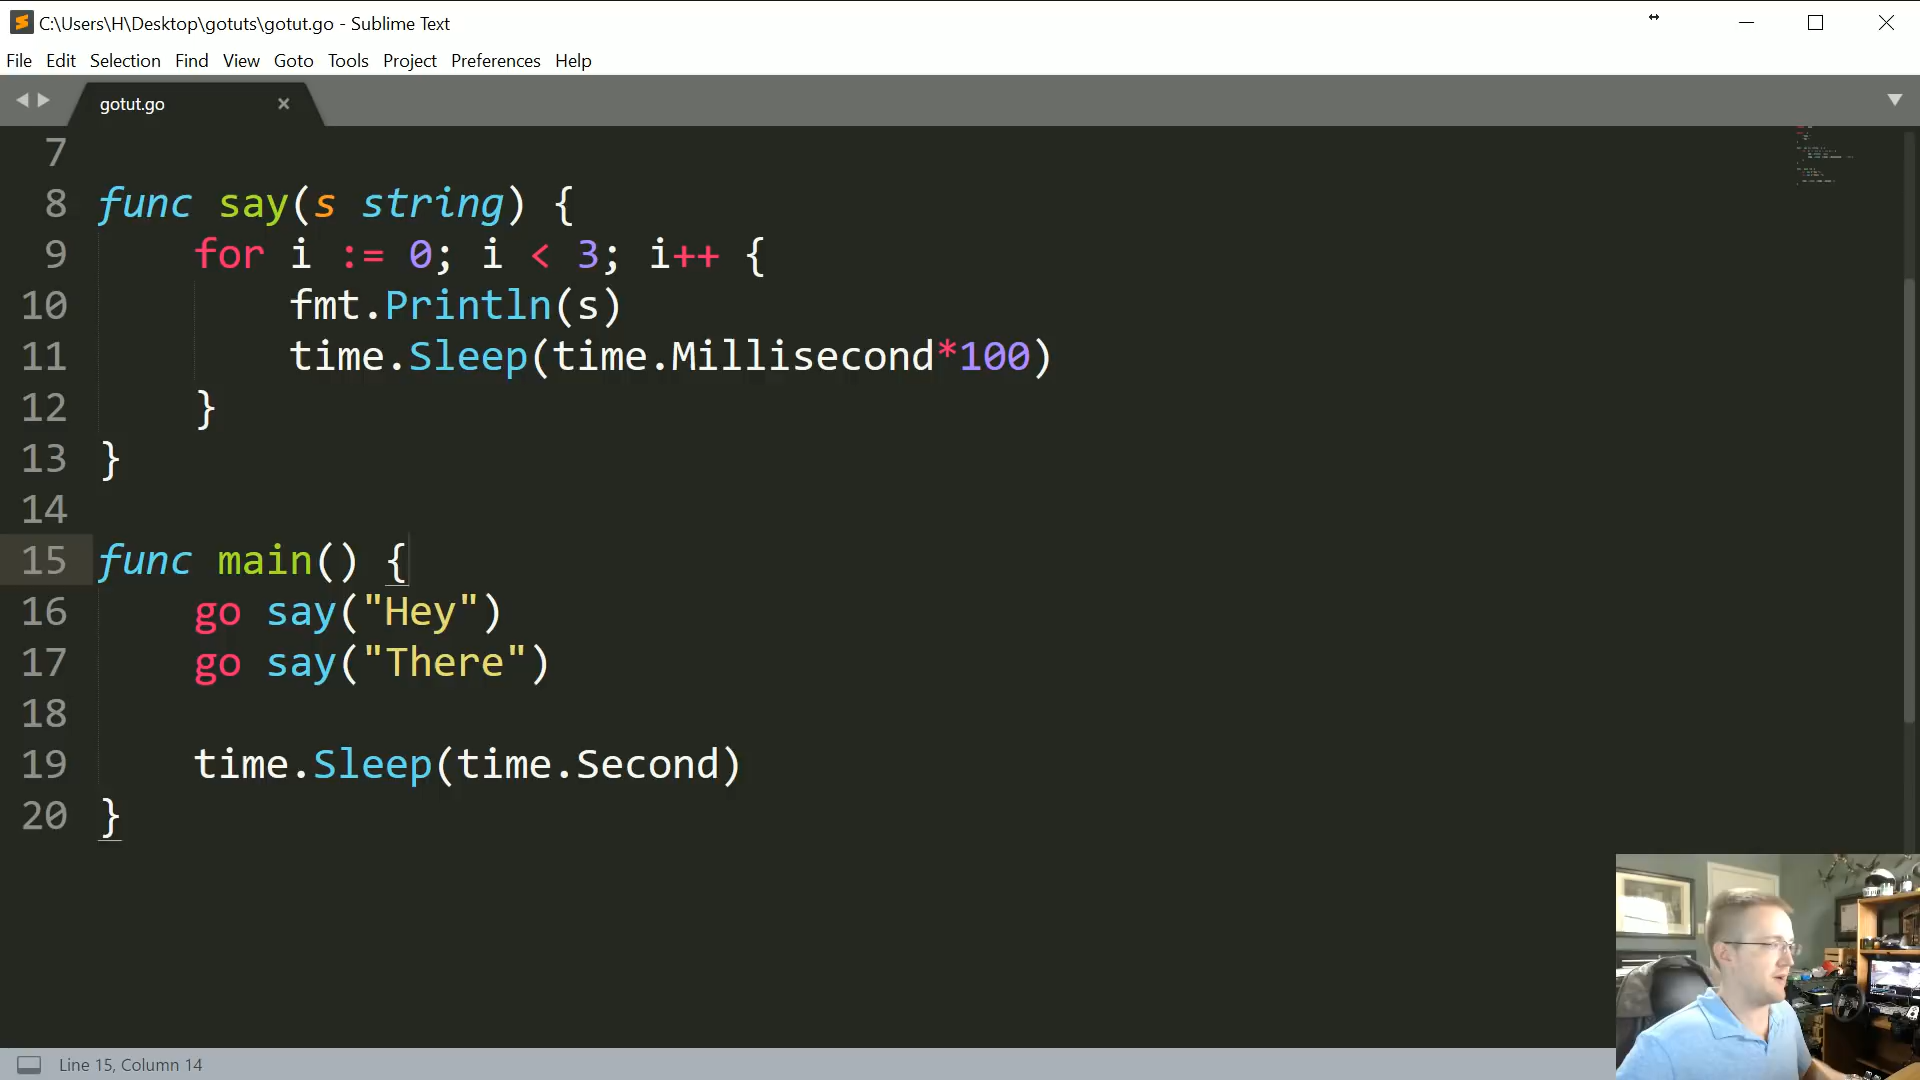 C:\Users\H\Desktop\gotuts\gotut.go - Sublime Text
File Edit Selection Find View Goto Tools Project Preferences Help
gotut.go
7
8 func say(s string) {
9 for i := 0; i < 3; i++ {
10 fmt.Println(s)
11 time.Sleep(time.Millisecond*100)
12 }
13 }
14
15 func main() {
16 go say("Hey")
17 go say("There")
18
19 time.Sleep(time.Second)
20 }
Line 15, Column 14